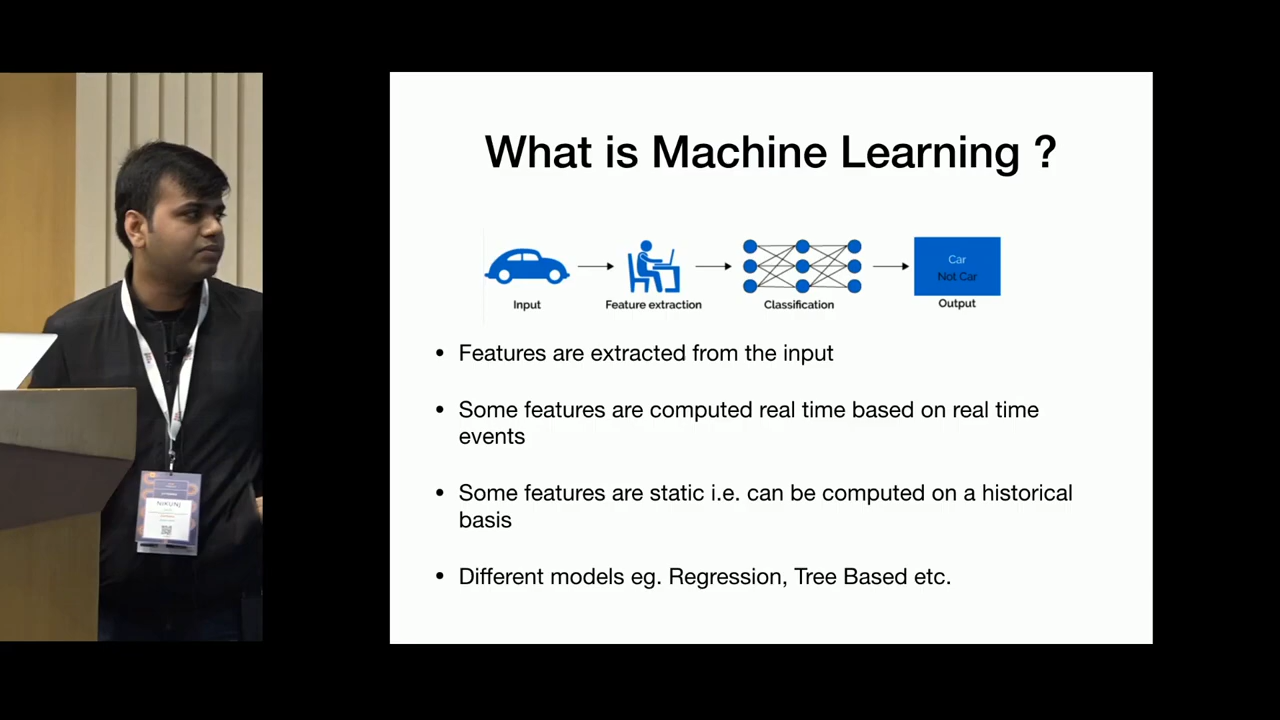 What is Machine Learning ?
Input
Feature extraction
Classification
Car
Not Car
Output
• Features are extracted from the input
• Some features are computed real time based on real time
events
• Some features are static i.e. can be computed on a historical
basis
• Different models eg. Regression, Tree Based etc.
NIKUNJ